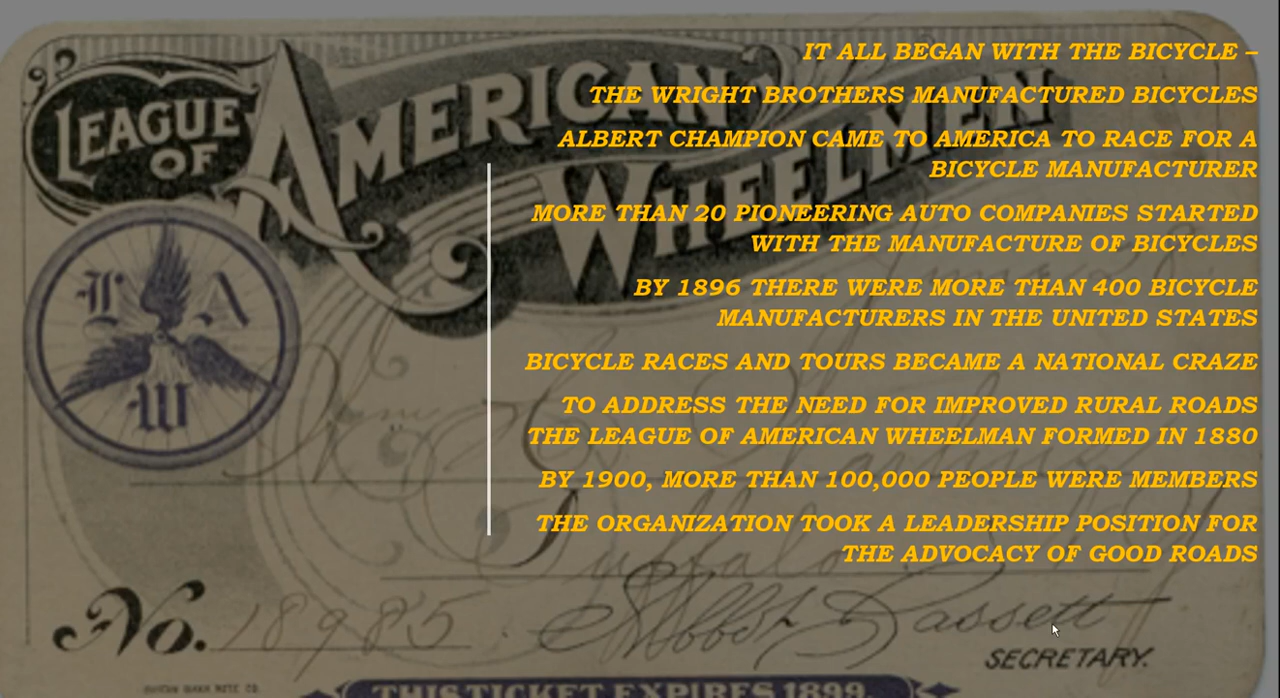 IT ALL BEGAN WITH THE BICYCLE –
THE WRIGHT BROTHERS MANUFACTURED BICYCLES
ALBERT CHAMPION CAME TO AMERICA TO RACE FOR A
BICYCLE MANUFACTURER
MORE THAN 20 PIONEERING AUTO COMPANIES STARTED
WITH THE MANUFACTURE OF BICYCLES
BY 1896 THERE WERE MORE THAN 400 BICYCLE
MANUFACTURERS IN THE UNITED STATES
BICYCLE RACES AND TOURS BECAME A NATIONAL CRAZE
TO ADDRESS THE NEED FOR IMPROVED RURAL ROADS
THE LEAGUE OF AMERICAN WHEELMAN FORMED IN 1880
BY 1900, MORE THAN 100,000 PEOPLE WERE MEMBERS
THE ORGANIZATION TOOK A LEADERSHIP POSITION FOR
THE ADVOCACY OF GOOD ROADS
LEAGUE
OF
AMERICAN
WHEELMEN
L A
W
Buffalo
No. 18985
Abbot Bassett
SECRETARY.
THIS TICKET EXPIRES 1899.